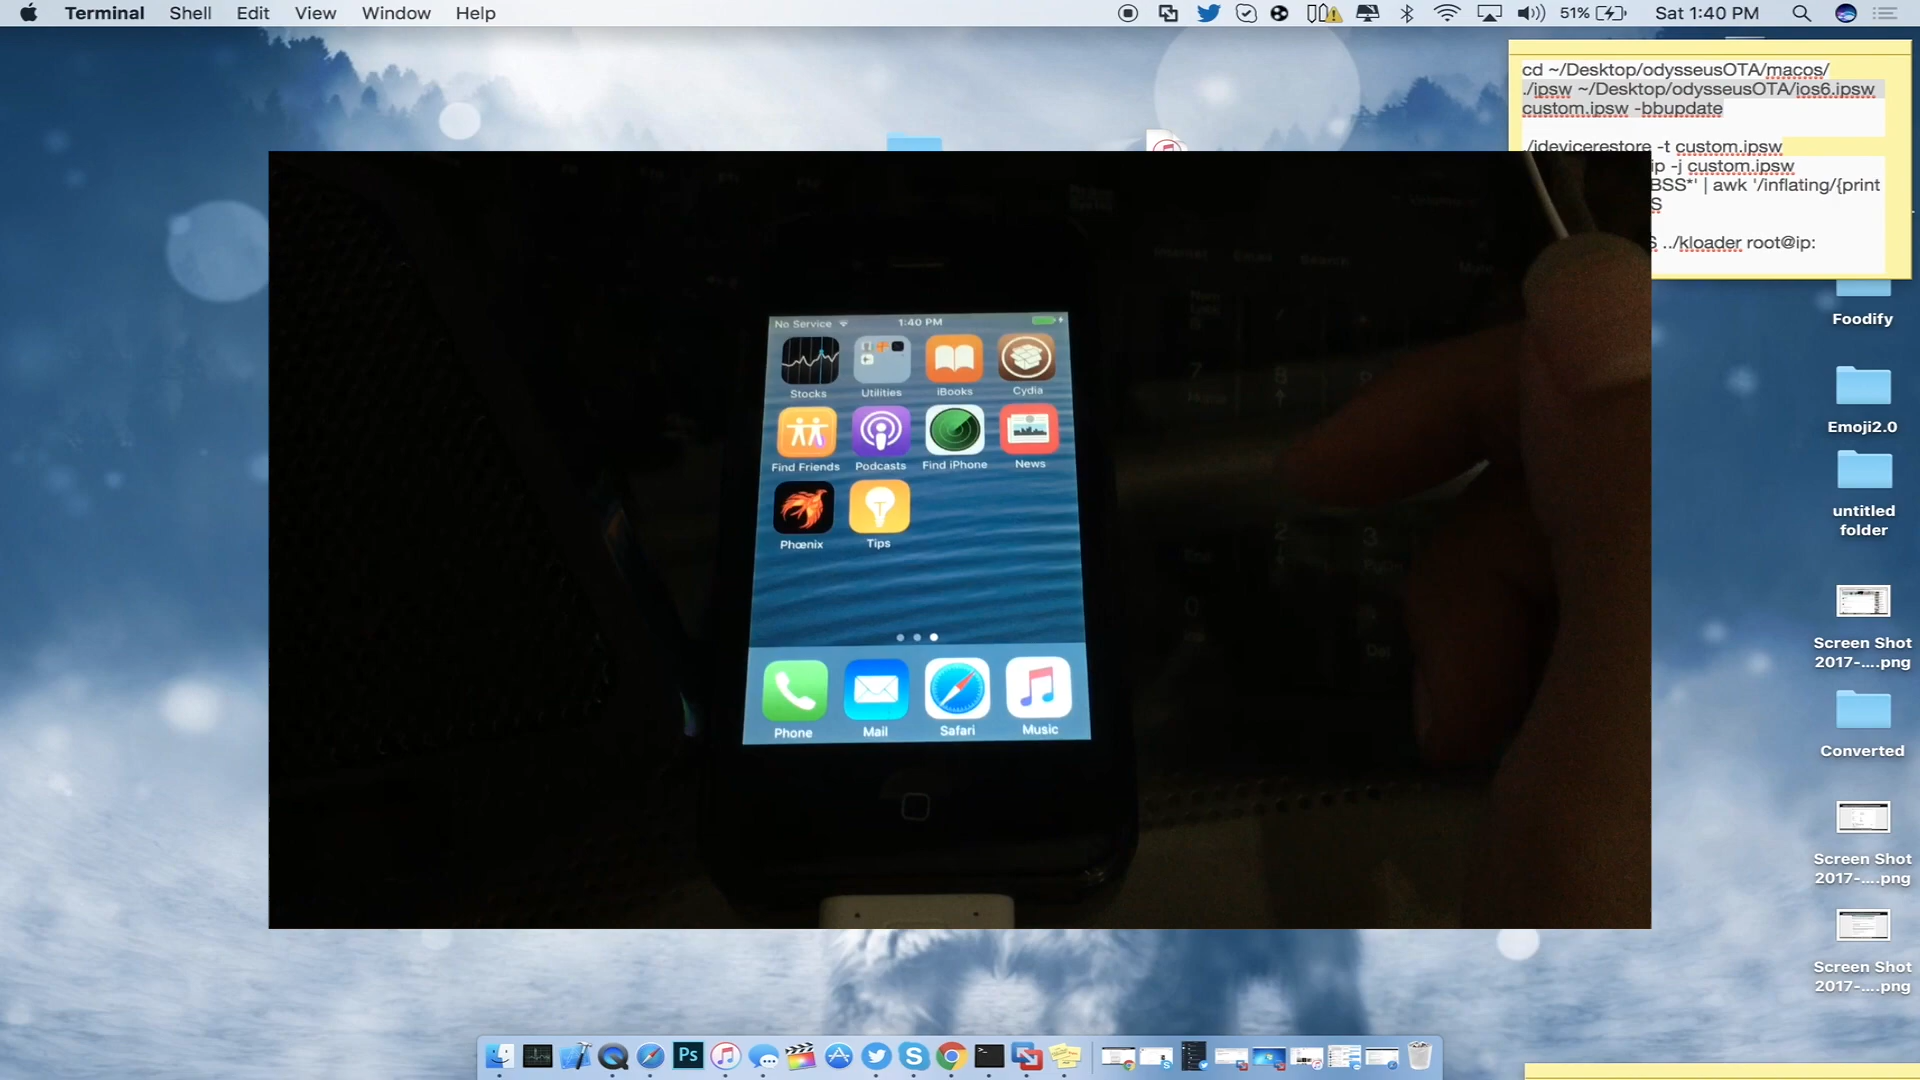 Terminal Shell Edit View Window Help
51% Sat 1:40 PM
cd ~/Desktop/odysseusOTA/macos/
./ipsw ~/Desktop/odysseusOTA/ios6.ipsw
custom.ipsw -bbupdate
./idevicerestore -t custom.ipsw
ip -j custom.ipsw
BSS*' | awk '/inflating/{print
S
S ../kloader root@ip:
No Service 1:40 PM
Stocks Utilities iBooks Cydia
Find Friends Podcasts Find iPhone News
Phœnix Tips
Phone Mail Safari Music
Foodify
Emoji2.0
untitled
folder
Screen Shot
2017-....png
Converted
Screen Shot
2017-....png
Screen Shot
2017-....png
Ps